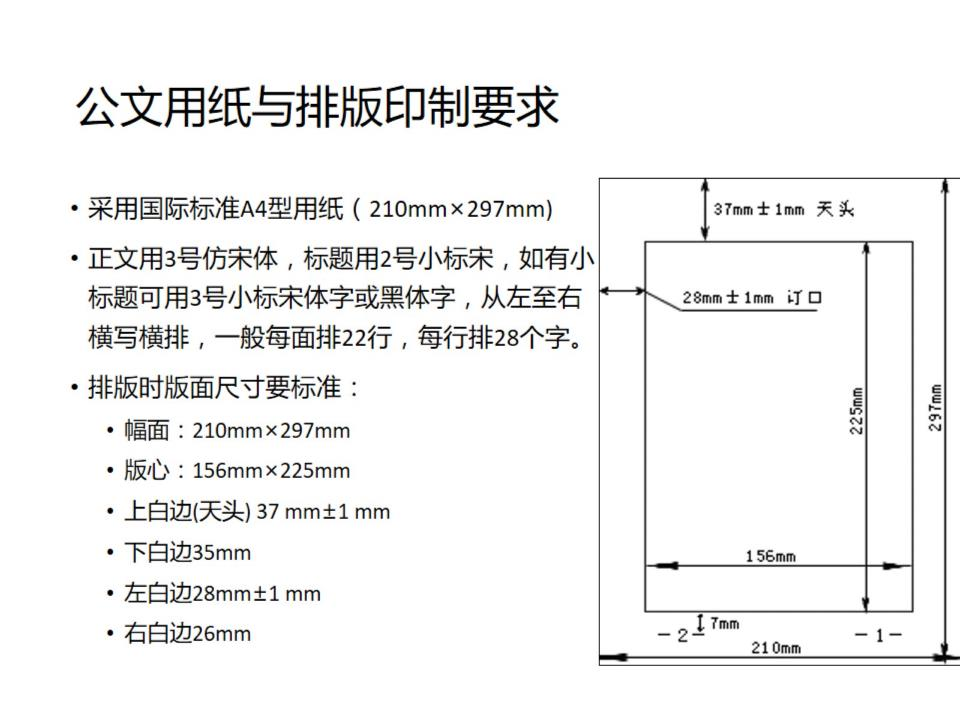 公文用纸与排版印制要求
• 采用国际标准A4型用纸（210mm×297mm)
• 正文用3号仿宋体，标题用2号小标宋，如有小
标题可用3号小标宋体字或黑体字，从左至右
横写横排，一般每面排22行，每行排28个字。
• 排版时版面尺寸要标准：
• 幅面：210mm×297mm
• 版心：156mm×225mm
• 上白边(天头) 37 mm±1 mm
• 下白边35mm
• 左白边28mm±1 mm
• 右白边26mm
37mm±1mm 天头
28mm±1mm 订口
225mm
297mm
156mm
7mm
－2－
－1－
210mm